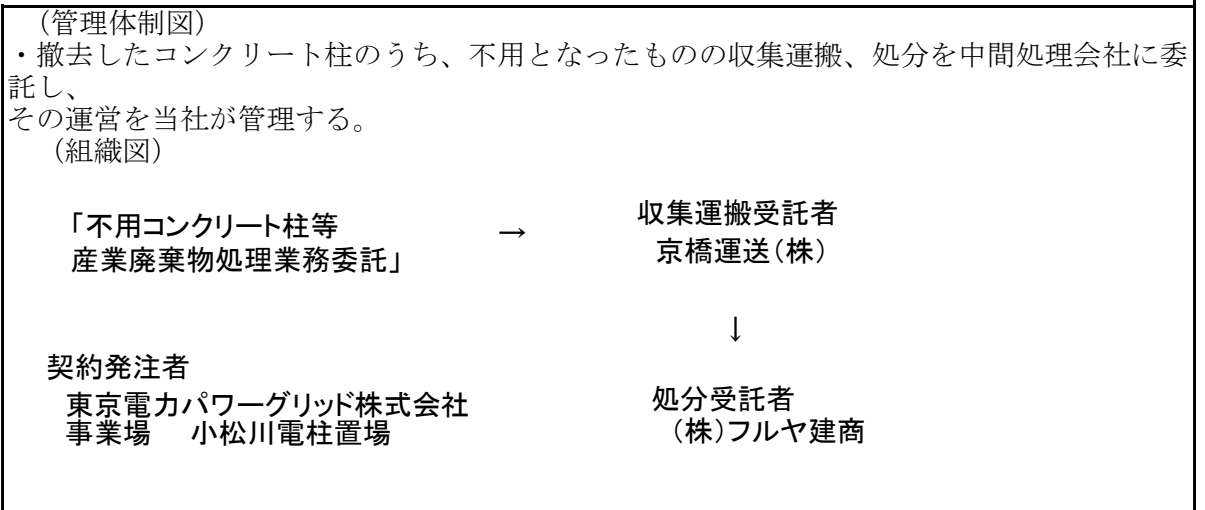 （管理体制図）
・撤去したコンクリート柱のうち、不用となったものの収集運搬、処分を中間処理会社に委
託し、
その運営を当社が管理する。
（組織図）
「不用コンクリート柱等
産業廃棄物処理業務委託」
→
収集運搬受託者
京橋運送（株）
↓
契約発注者
東京電力パワーグリッド株式会社
事業場　小松川電柱置場
処分受託者
（株）フルヤ建商